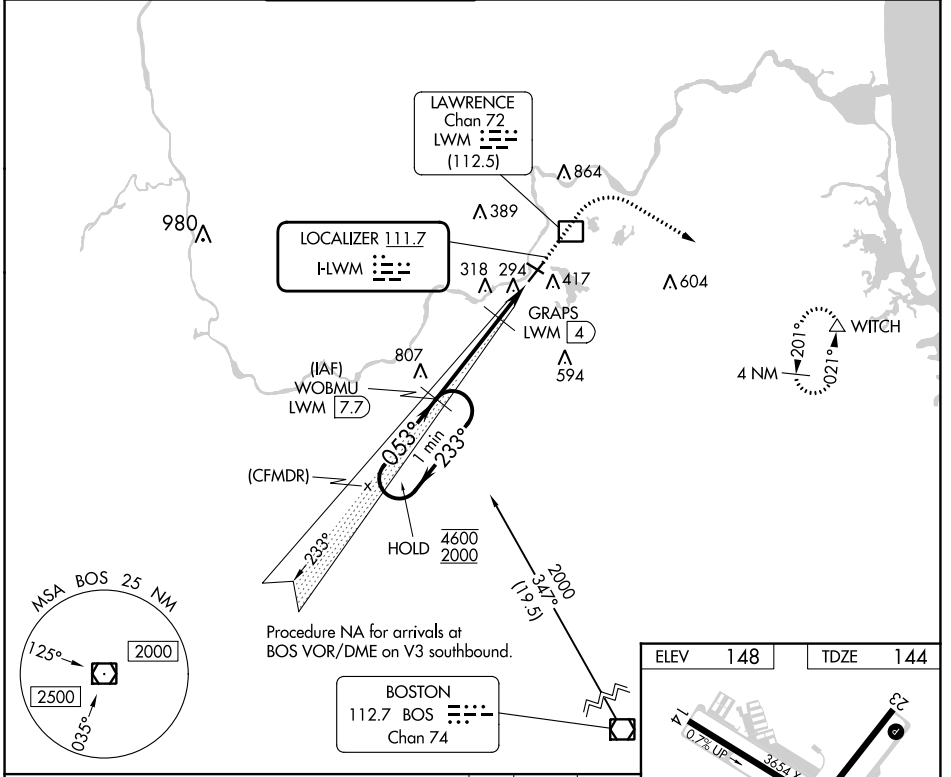 LAWRENCE
Chan 72
LWM
(112.5)
864
389
980
LOCALIZER 111.7
I-LWM
318
294
417
604
GRAPS
LWM 4
WITCH
201°
021°
4 NM
807
594
(IAF)
WOBMU
LWM 7.7
053°
1 min
233°
(CFMDR)
x
HOLD
4600
2000
233°
2000
347°
(19.5)
MSA BOS 25 NM
125°
2000
2500
035°
Procedure NA for arrivals at
BOS VOR/DME on V3 southbound.
BOSTON
112.7 BOS
Chan 74
ELEV 148
TDZE 144
14
23
P
0.7% UP
3654 X